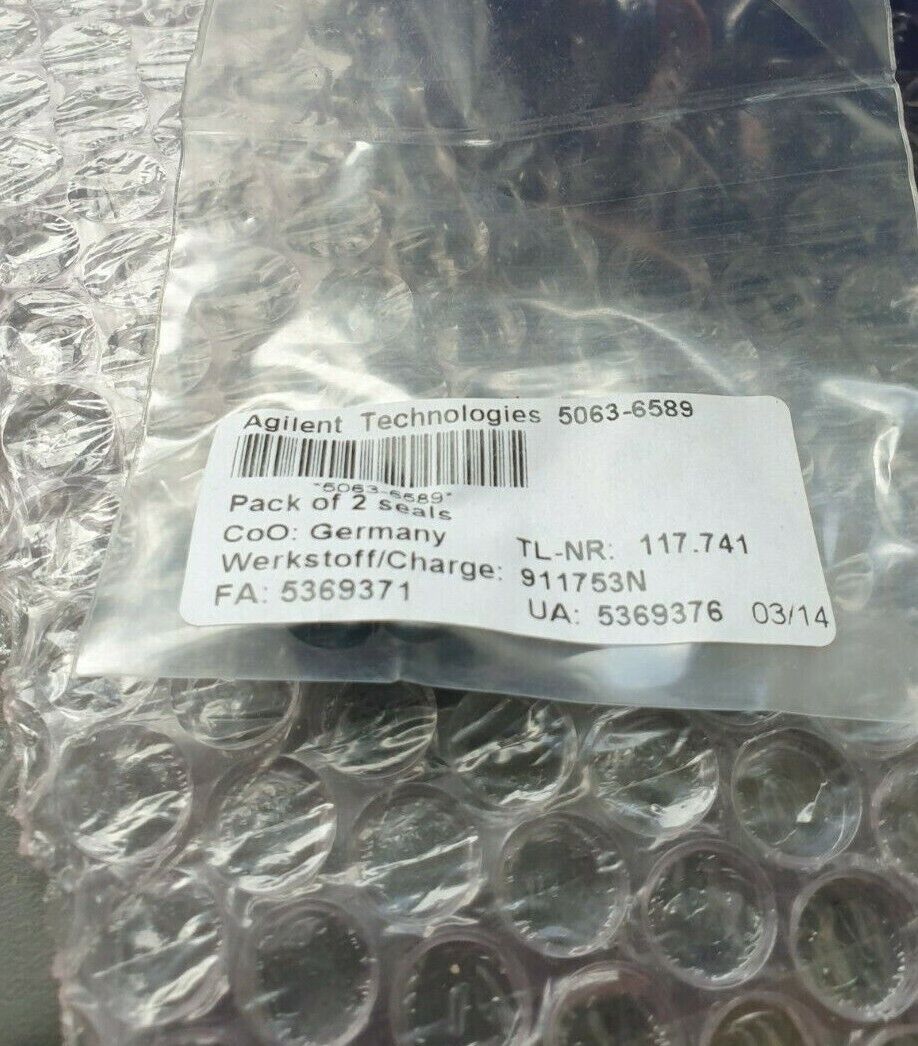 Agilent Technologies 5063-6589
*5063-6589*
Pack of 2 seals
CoO: Germany TL-NR: 117.741
Werkstoff/Charge: 911753N
FA: 5369371 UA: 5369376 03/14